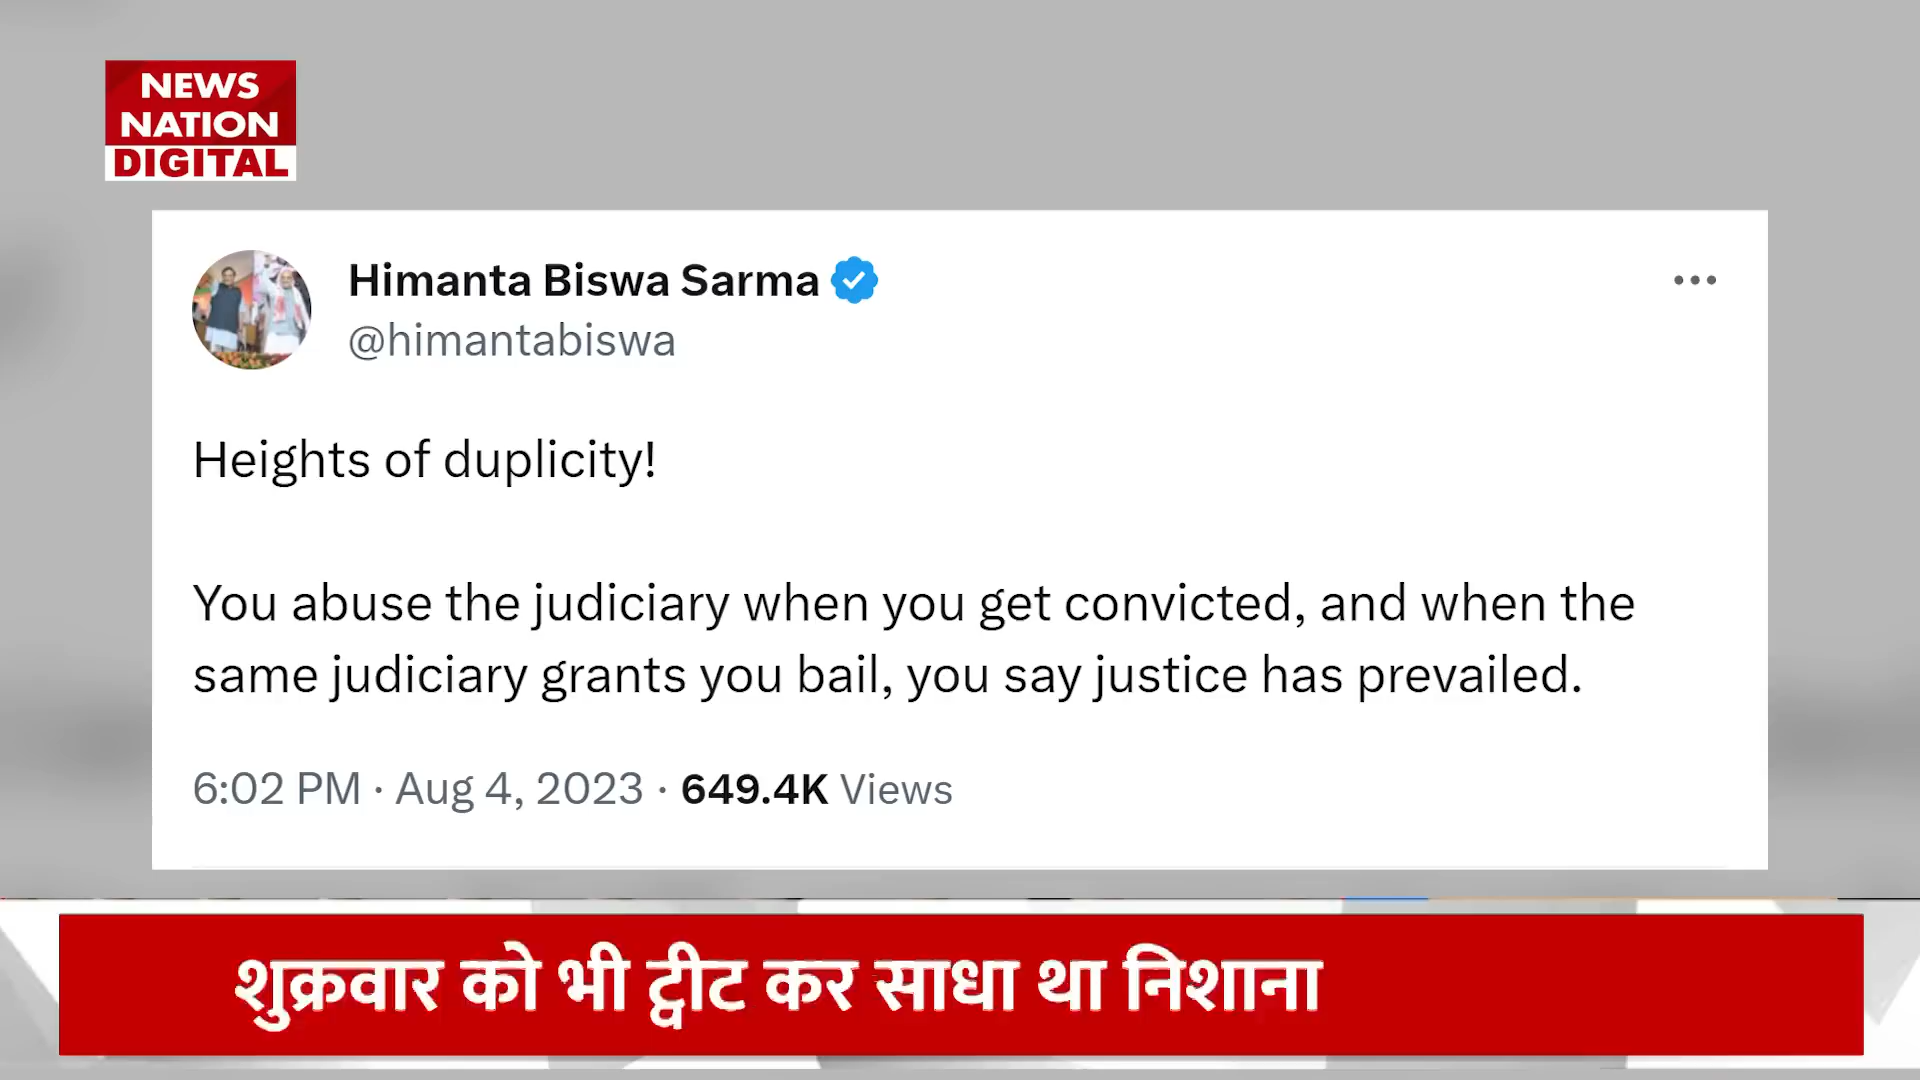 NEWS
NATION
DIGITAL
Himanta Biswa Sarma
@himantabiswa
Heights of duplicity!
You abuse the judiciary when you get convicted, and when the
same judiciary grants you bail, you say justice has prevailed.
6:02 PM · Aug 4, 2023 · 649.4K Views
शुक्रवार को भी ट्वीट कर साधा था निशाना